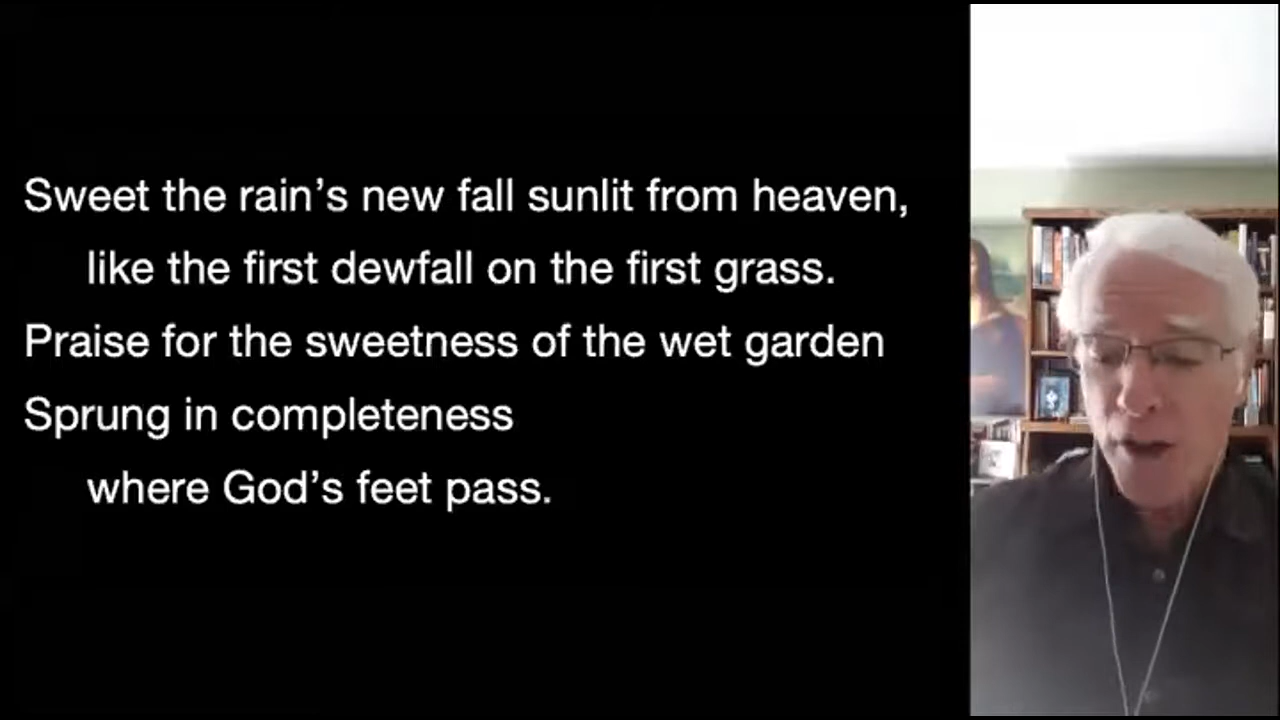 Sweet the rain’s new fall sunlit from heaven,
like the first dewfall on the first grass.
Praise for the sweetness of the wet garden
Sprung in completeness
where God’s feet pass.